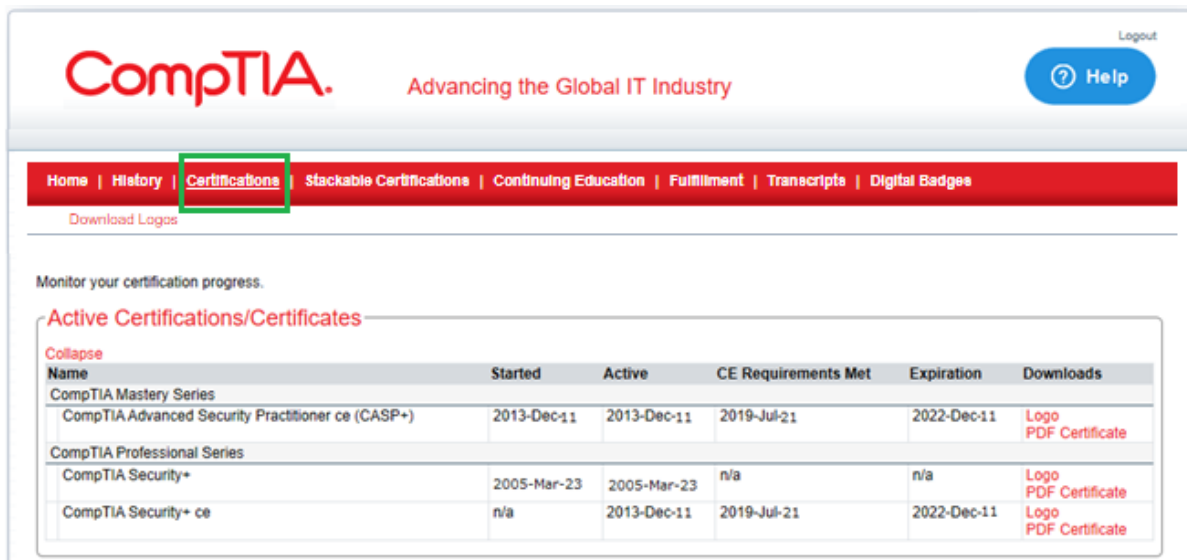 Logout
CompTIA.
Advancing the Global IT Industry
? Help
Home | History | Certifications | Stackable Certifications | Continuing Education | Fulfillment | Transcripts | Digital Badges
Download Logos
Monitor your certification progress.
Active Certifications/Certificates
Collapse
Name Started Active CE Requirements Met Expiration Downloads
CompTIA Mastery Series
CompTIA Advanced Security Practitioner ce (CASP+) 2013-Dec-11 2013-Dec-11 2019-Jul-21 2022-Dec-11 Logo
PDF Certificate
CompTIA Professional Series
CompTIA Security+ 2005-Mar-23 2005-Mar-23 n/a n/a Logo
PDF Certificate
CompTIA Security+ ce n/a 2013-Dec-11 2019-Jul-21 2022-Dec-11 Logo
PDF Certificate